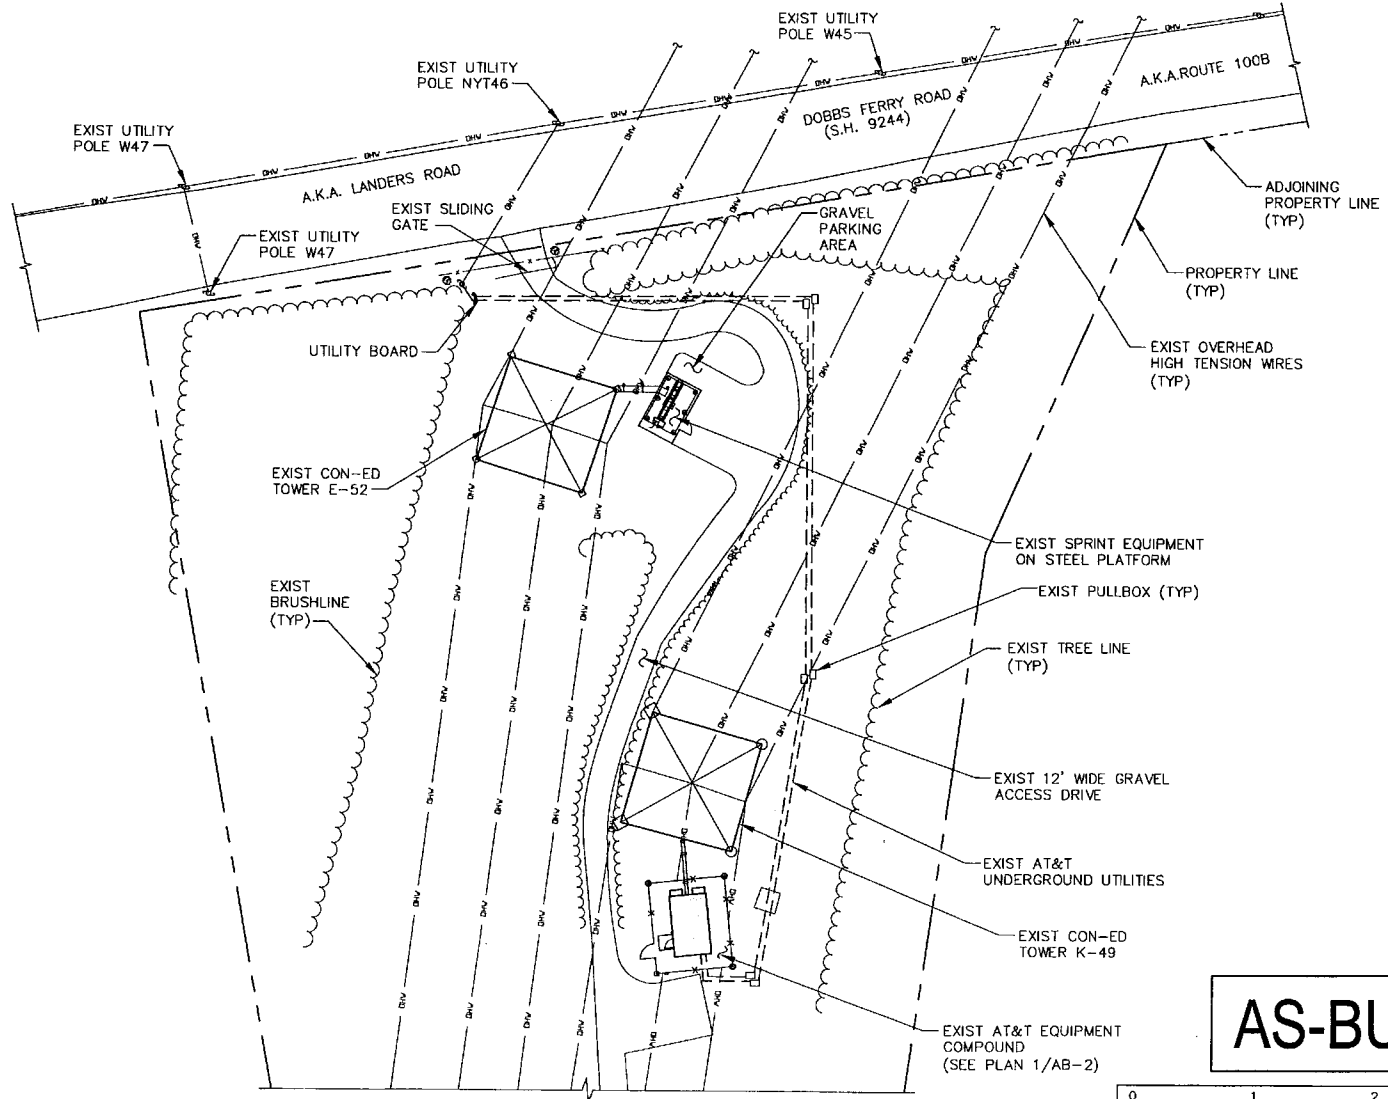 EXIST UTILITY
POLE W45
EXIST UTILITY
POLE NYT46
EXIST UTILITY
POLE W47
A.K.A.ROUTE 100B
DOBBS FERRY ROAD
(S.H. 9244)
A.K.A. LANDERS ROAD
EXIST SLIDING
GATE
GRAVEL
PARKING
AREA
ADJOINING
PROPERTY LINE
(TYP)
EXIST UTILITY
POLE W47
PROPERTY LINE
(TYP)
UTILITY BOARD
EXIST OVERHEAD
HIGH TENSION WIRES
(TYP)
EXIST CON-ED
TOWER E-52
EXIST SPRINT EQUIPMENT
ON STEEL PLATFORM
EXIST
BRUSHLINE
(TYP)
EXIST PULLBOX (TYP)
EXIST TREE LINE
(TYP)
EXIST 12' WIDE GRAVEL
ACCESS DRIVE
EXIST AT&T
UNDERGROUND UTILITIES
EXIST CON-ED
TOWER K-49
EXIST AT&T EQUIPMENT
COMPOUND
(SEE PLAN 1/AB-2)
AS-BU
0 1 2